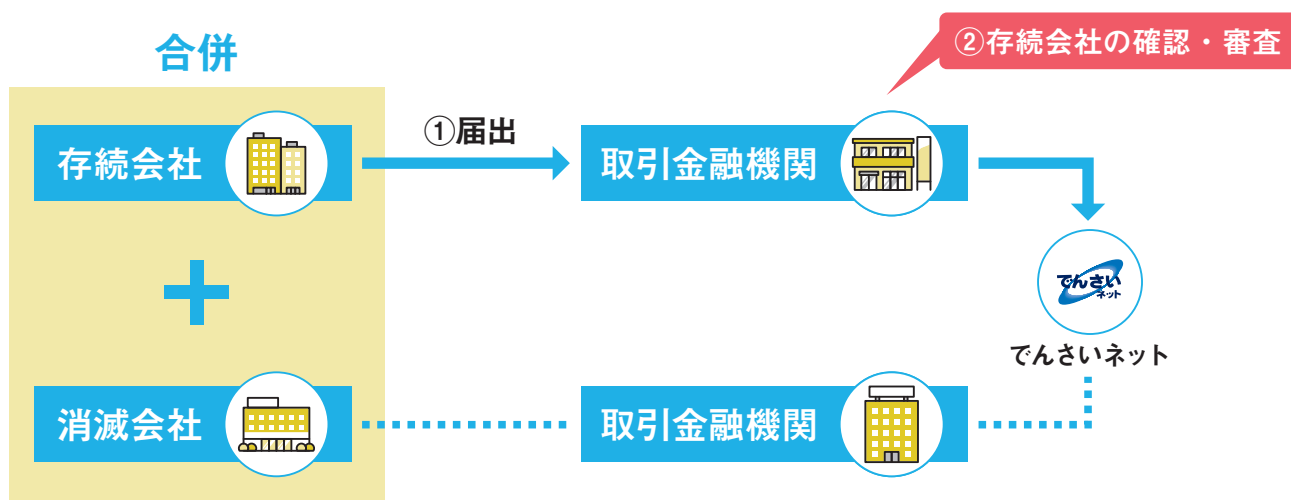 合併
②存続会社の確認・審査
存続会社
①届出
取引金融機関
でんさい
ネット
でんさいネット
消滅会社
取引金融機関